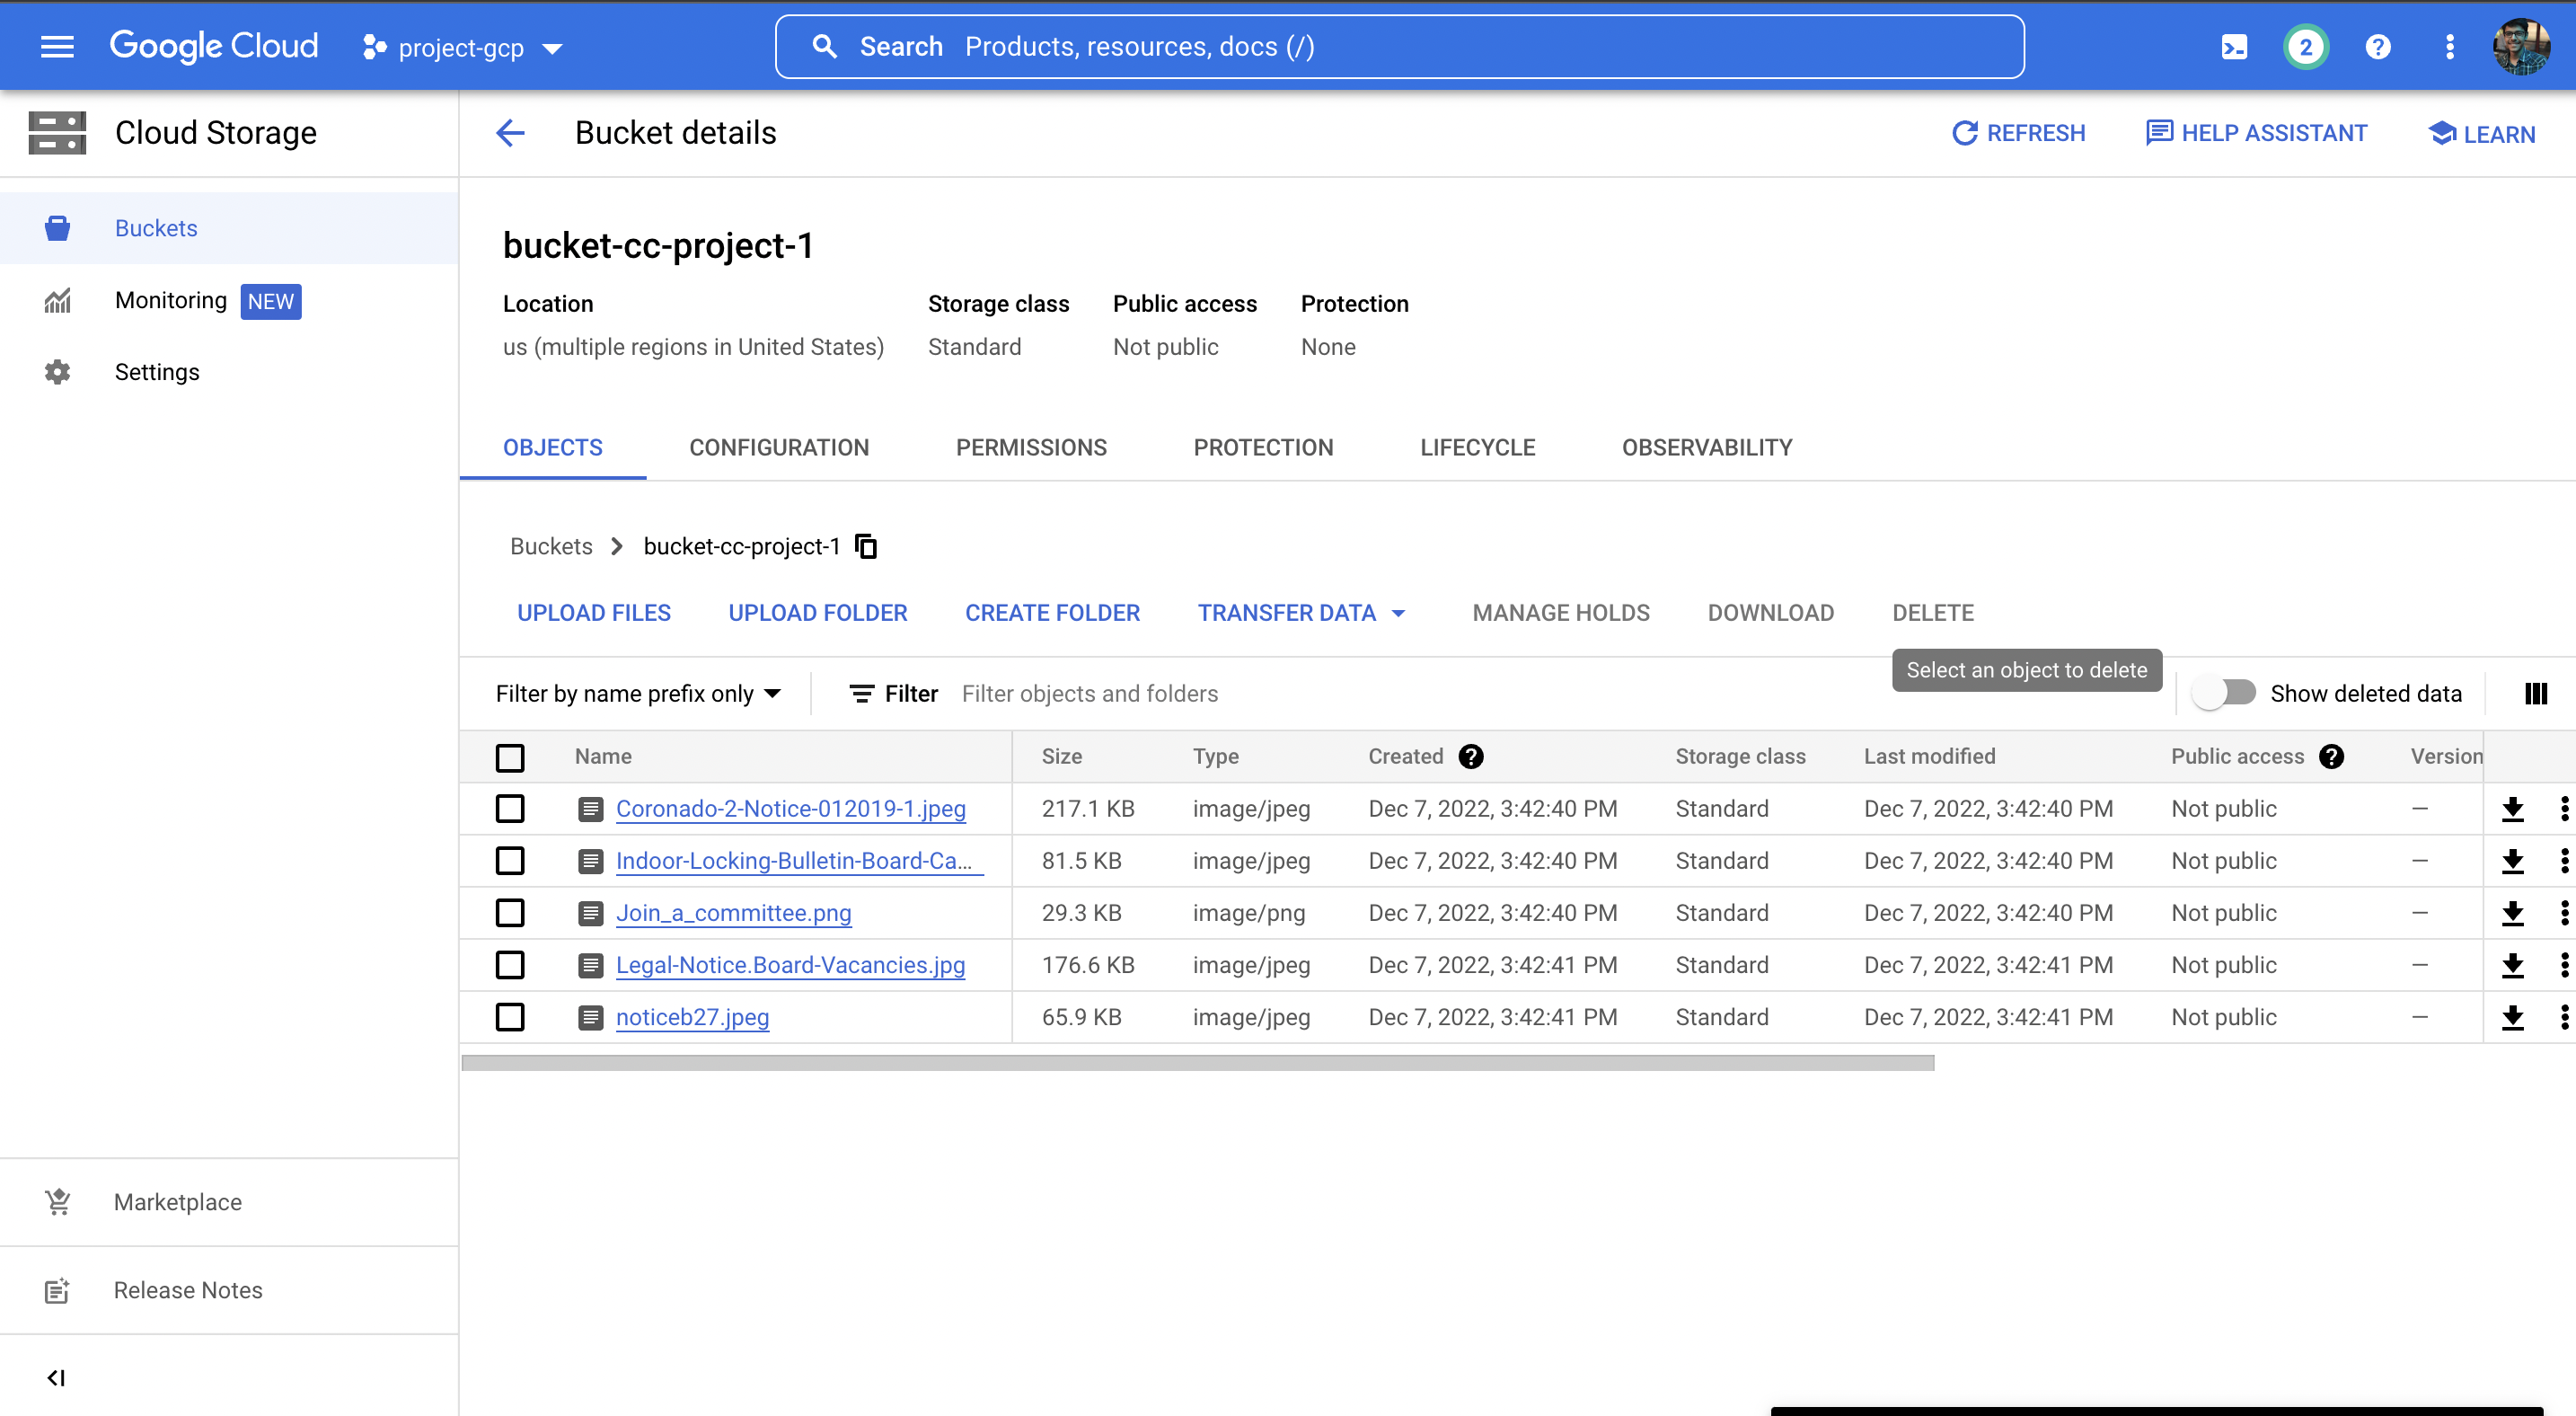 Google Cloud project-gcp Search Products, resources, docs (/) 2
Cloud Storage
Bucket details REFRESH HELP ASSISTANT LEARN
Buckets
Monitoring NEW
Settings
bucket-cc-project-1
Location Storage class Public access Protection
us (multiple regions in United States) Standard Not public None
OBJECTS CONFIGURATION PERMISSIONS PROTECTION LIFECYCLE OBSERVABILITY
Buckets > bucket-cc-project-1
UPLOAD FILES UPLOAD FOLDER CREATE FOLDER TRANSFER DATA MANAGE HOLDS DOWNLOAD DELETE
Select an object to delete
Filter by name prefix only Filter Filter objects and folders Show deleted data
Name Size Type Created Storage class Last modified Public access Version
Coronado-2-Notice-012019-1.jpeg 217.1 KB image/jpeg Dec 7, 2022, 3:42:40 PM Standard Dec 7, 2022, 3:42:40 PM Not public —
Indoor-Locking-Bulletin-Board-Ca... 81.5 KB image/jpeg Dec 7, 2022, 3:42:40 PM Standard Dec 7, 2022, 3:42:40 PM Not public —
Join_a_committee.png 29.3 KB image/png Dec 7, 2022, 3:42:40 PM Standard Dec 7, 2022, 3:42:40 PM Not public —
Legal-Notice.Board-Vacancies.jpg 176.6 KB image/jpeg Dec 7, 2022, 3:42:41 PM Standard Dec 7, 2022, 3:42:41 PM Not public —
noticeb27.jpeg 65.9 KB image/jpeg Dec 7, 2022, 3:42:41 PM Standard Dec 7, 2022, 3:42:41 PM Not public —
Marketplace
Release Notes